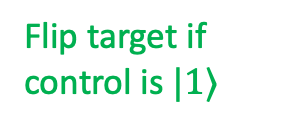 Flip target if
control is |1⟩